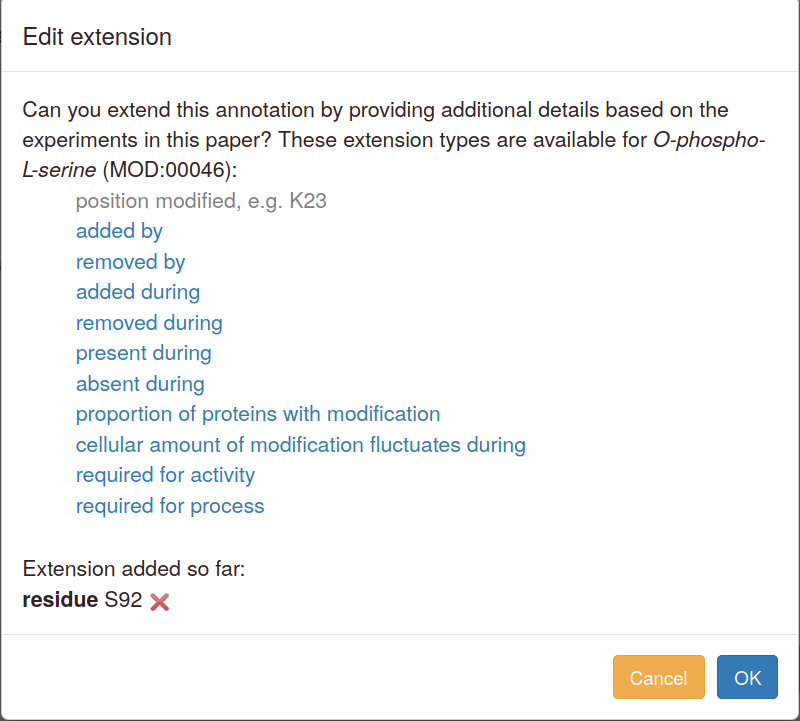 Edit extension
Can you extend this annotation by providing additional details based on the
experiments in this paper? These extension types are available for O-phospho-
L-serine (MOD:00046):
position modified, e.g. K23
added by
removed by
added during
removed during
present during
absent during
proportion of proteins with modification
cellular amount of modification fluctuates during
required for activity
required for process
Extension added so far:
residue S92
Cancel OK